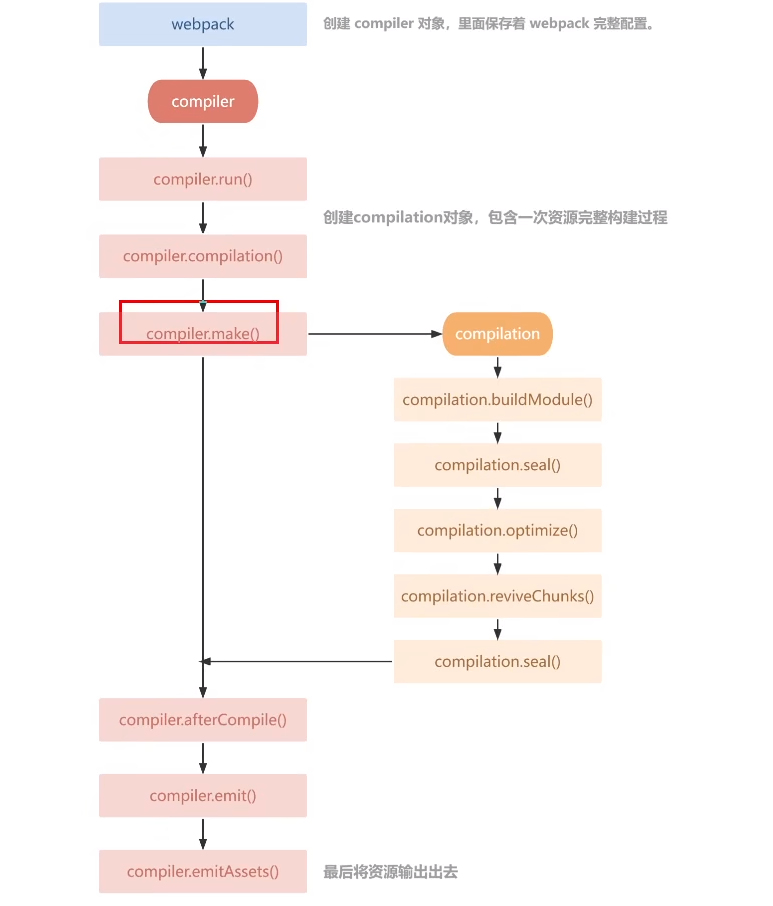 webpack
创建 compiler 对象，里面保存着 webpack 完整配置。
compiler
compiler.run()
创建compilation对象，包含一次资源完整构建过程
compiler.compilation()
compiler.make()
compilation
compilation.buildModule()
compilation.seal()
compilation.optimize()
compilation.reviveChunks()
compilation.seal()
compiler.afterCompile()
compiler.emit()
compiler.emitAssets()
最后将资源输出出去